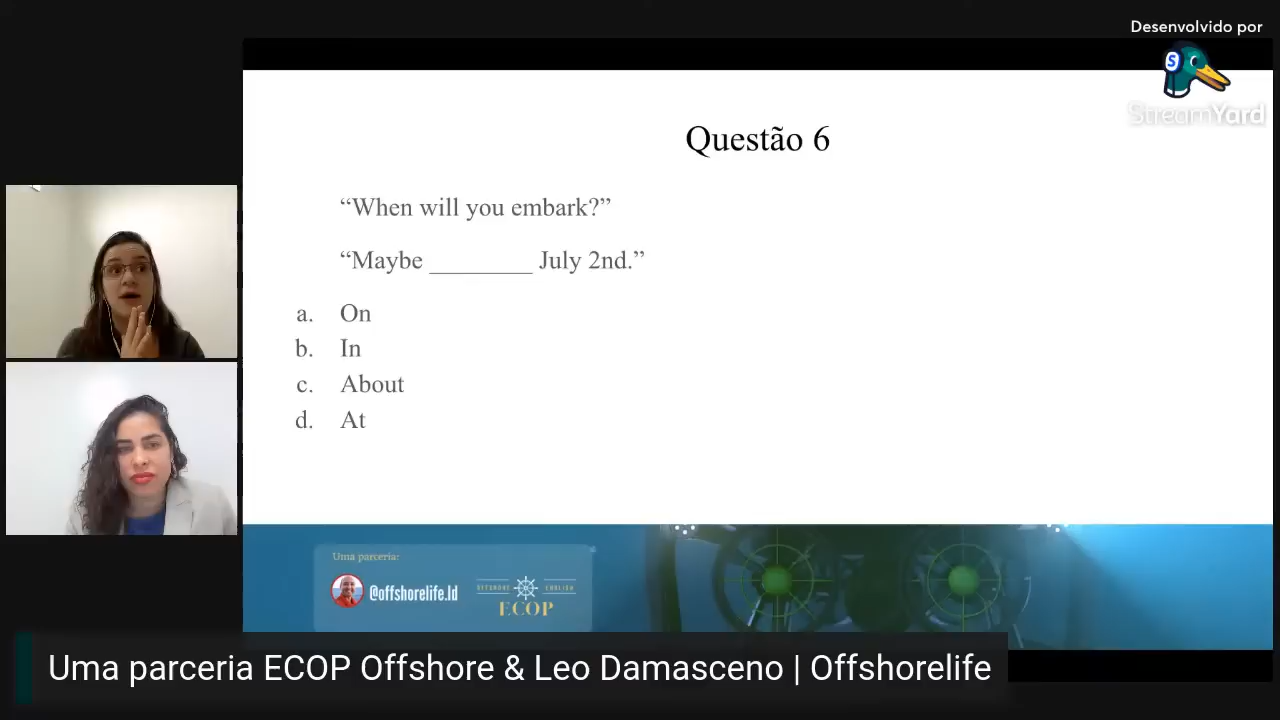 Desenvolvido por
StreamYard
Questão 6
“When will you embark?”
“Maybe ________ July 2nd.”
a. On
b. In
c. About
d. At
Uma parceria:
@offshorelife.ld
OFFSHORE ENGLISH
ECOP
Uma parceria ECOP Offshore & Leo Damasceno | Offshorelife